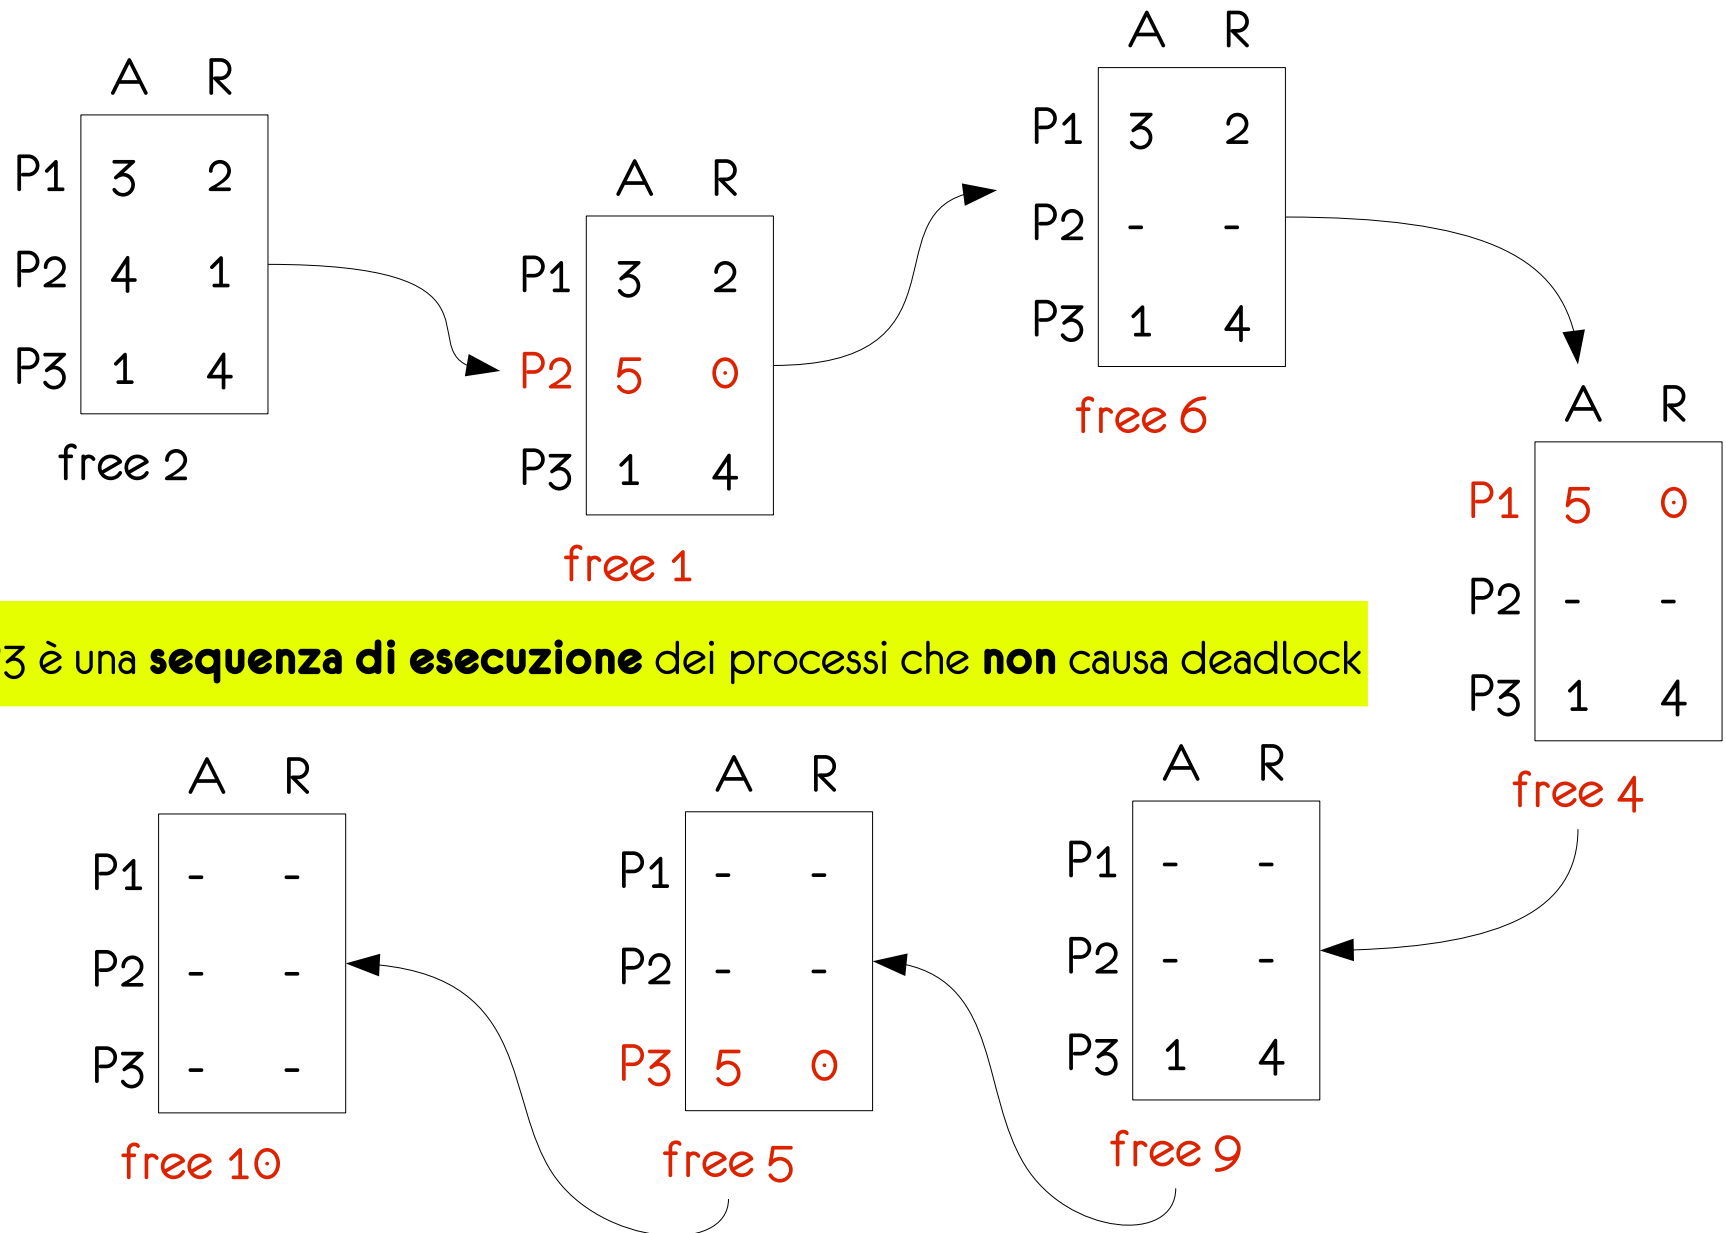 A R
P1 3 2
P2 4 1
P3 1 4
free 2
A R
P1 3 2
P2 5 0
P3 1 4
free 1
A R
P1 3 2
P2 - -
P3 1 4
free 6
A R
P1 5 0
P2 - -
P3 1 4
free 4
3 è una sequenza di esecuzione dei processi che non causa deadlock
A R
P1 - -
P2 - -
P3 1 4
free 9
A R
P1 - -
P2 - -
P3 5 0
free 5
A R
P1 - -
P2 - -
P3 - -
free 10